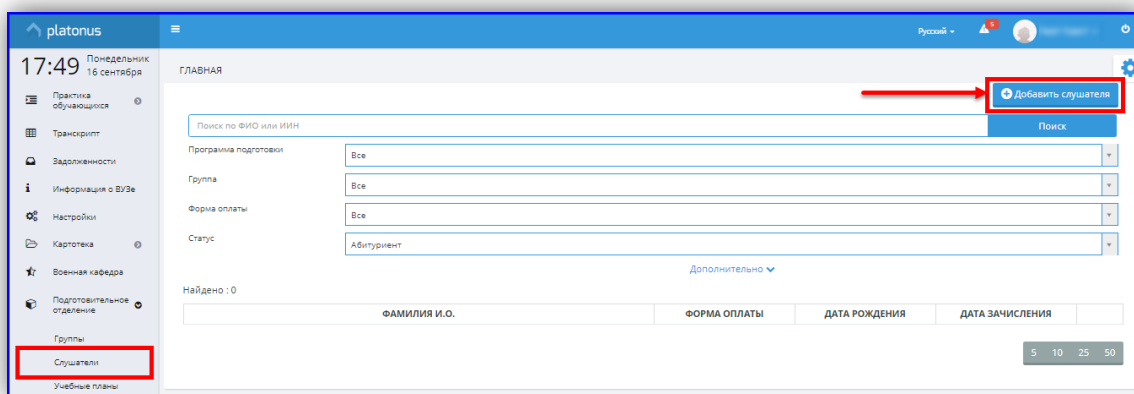 platonus
Русский
5
17:49 Понедельник
16 сентября
ГЛАВНАЯ
Добавить слушателя
Поиск по ФИО или ИИН
Поиск
Программа подготовки
Все
Группа
Все
Форма оплаты
Все
Статус
Абитуриент
Дополнительно
Найдено : 0
ФАМИЛИЯ И.О. ФОРМА ОПЛАТЫ ДАТА РОЖДЕНИЯ ДАТА ЗАЧИСЛЕНИЯ
5 10 25 50
Практика
обучающихся
Транскрипт
Задолженности
Информация о ВУЗе
Настройки
Картотека
Военная кафедра
Подготовительное
отделение
Группы
Слушатели
Учебные планы